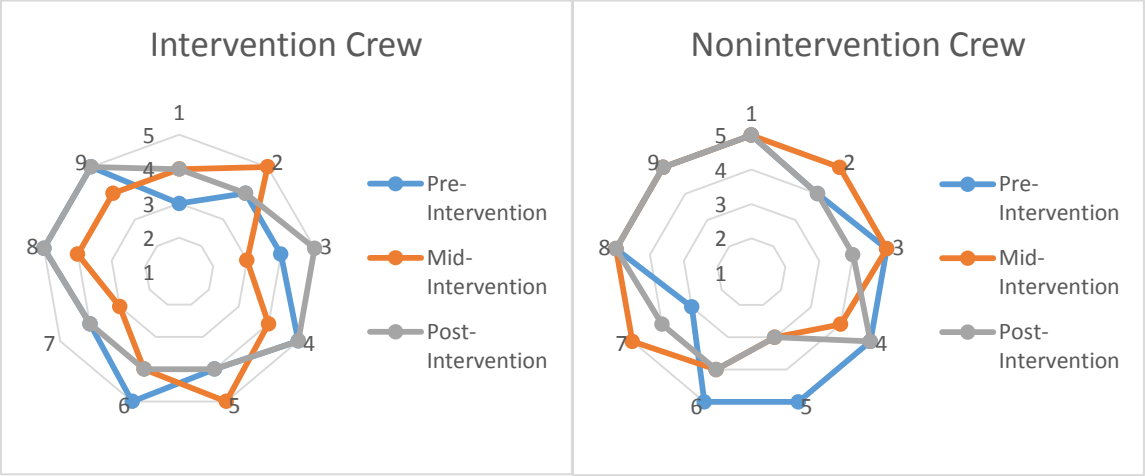 Intervention Crew
1
5
9
2
4
3
2
8
3
1
7
4
6
5
Pre-
Intervention
Mid-
Intervention
Post-
Intervention
Nonintervention Crew
1
5
9
2
4
3
2
8
3
1
7
4
6
5
Pre-
Intervention
Mid-
Intervention
Post-
Intervention